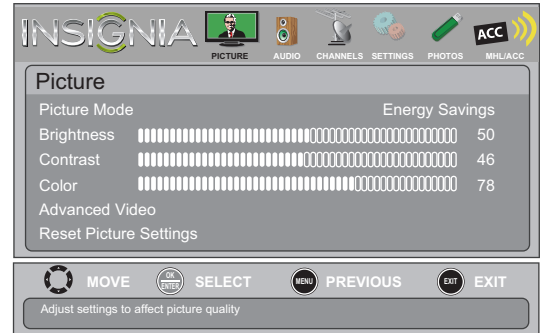 INSIGNIA
PICTURE AUDIO CHANNELS SETTINGS PHOTOS ACC MHL/ACC
Picture
Picture Mode Energy Savings
Brightness 50
Contrast 46
Color 78
Advanced Video
Reset Picture Settings
MOVE OK ENTER SELECT MENU PREVIOUS EXIT EXIT
Adjust settings to affect picture quality